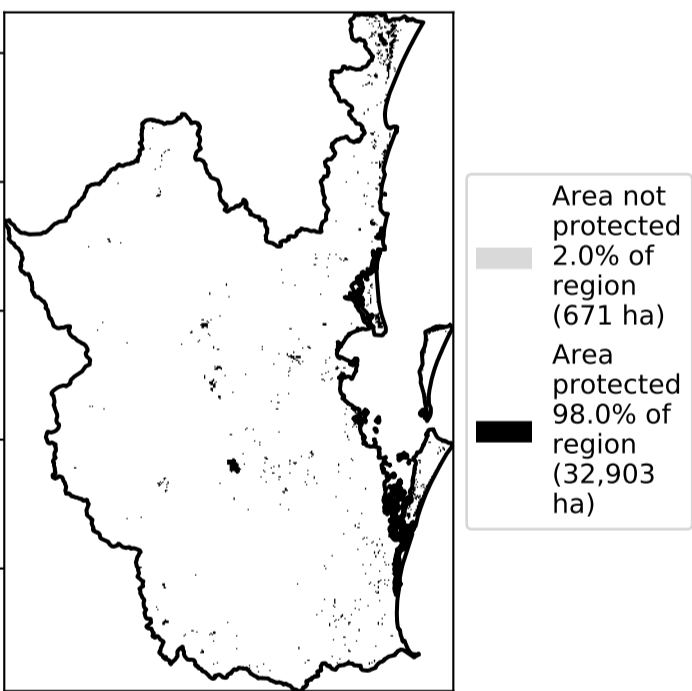 Area not
protected
2.0% of
region
(671 ha)
Area
protected
98.0% of
region
(32,903
ha)